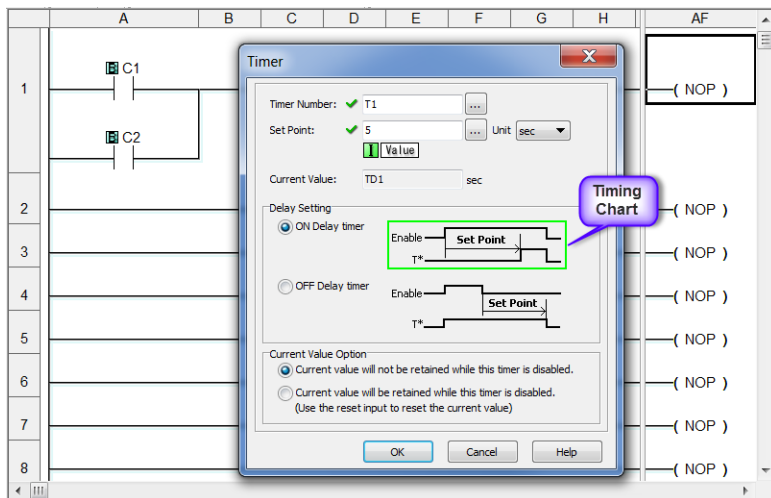 A B C D E F G H AF
Timer
C1
1
( NOP )
C2
Timer Number: T1 ...
Set Point: 5 ... Unit sec
I Value
Current Value: TD1 sec
Timing
Chart
2
( NOP )
Delay Setting
ON Delay timer
Enable
Set Point
T*
3
( NOP )
OFF Delay timer
Enable
Set Point
T*
4
( NOP )
5
( NOP )
Current Value Option
Current value will not be retained while this timer is disabled.
6
( NOP )
Current value will be retained while this timer is disabled.
(Use the reset input to reset the current value)
7
( NOP )
OK Cancel Help
8
( NOP )